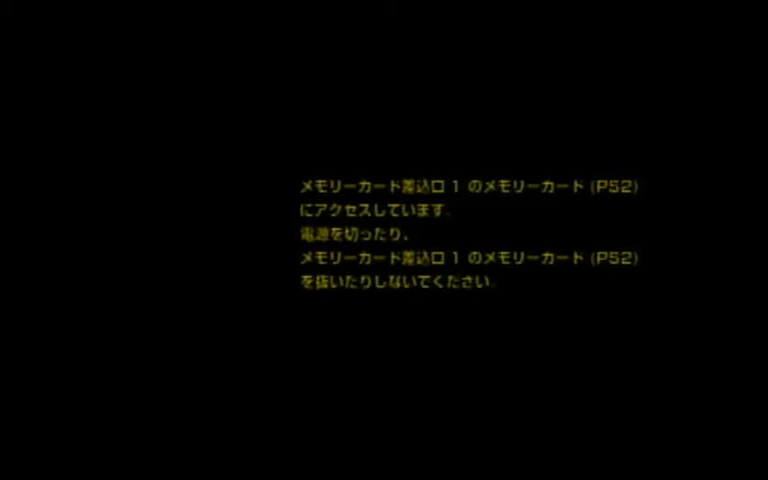 メモリーカード差込口 1 のメモリーカード (PS2)
にアクセスしています.
電源を切ったり、
メモリーカード差込口 1 のメモリーカード (PS2)
を抜いたりしないでください.